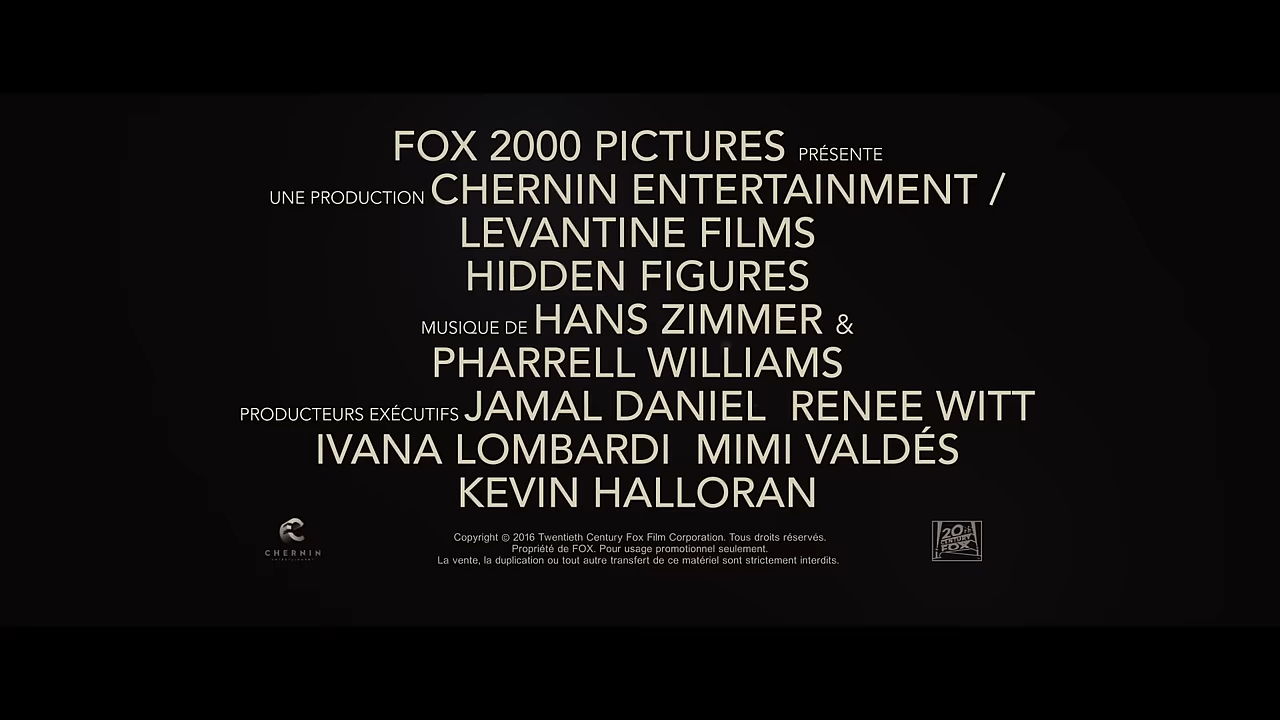 FOX 2000 PICTURES PRÉSENTE
UNE PRODUCTION CHERNIN ENTERTAINMENT /
LEVANTINE FILMS
HIDDEN FIGURES
MUSIQUE DE HANS ZIMMER &
PHARRELL WILLIAMS
PRODUCTEURS EXÉCUTIFS JAMAL DANIEL RENEE WITT
IVANA LOMBARDI MIMI VALDÉS
KEVIN HALLORAN
CHERNIN
ENTERTAINMENT
Copyright © 2016 Twentieth Century Fox Film Corporation. Tous droits réservés.
Propriété de FOX. Pour usage promotionnel seulement.
La vente, la duplication ou tout autre transfert de ce matériel sont strictement interdits.
20th
CENTURY
FOX